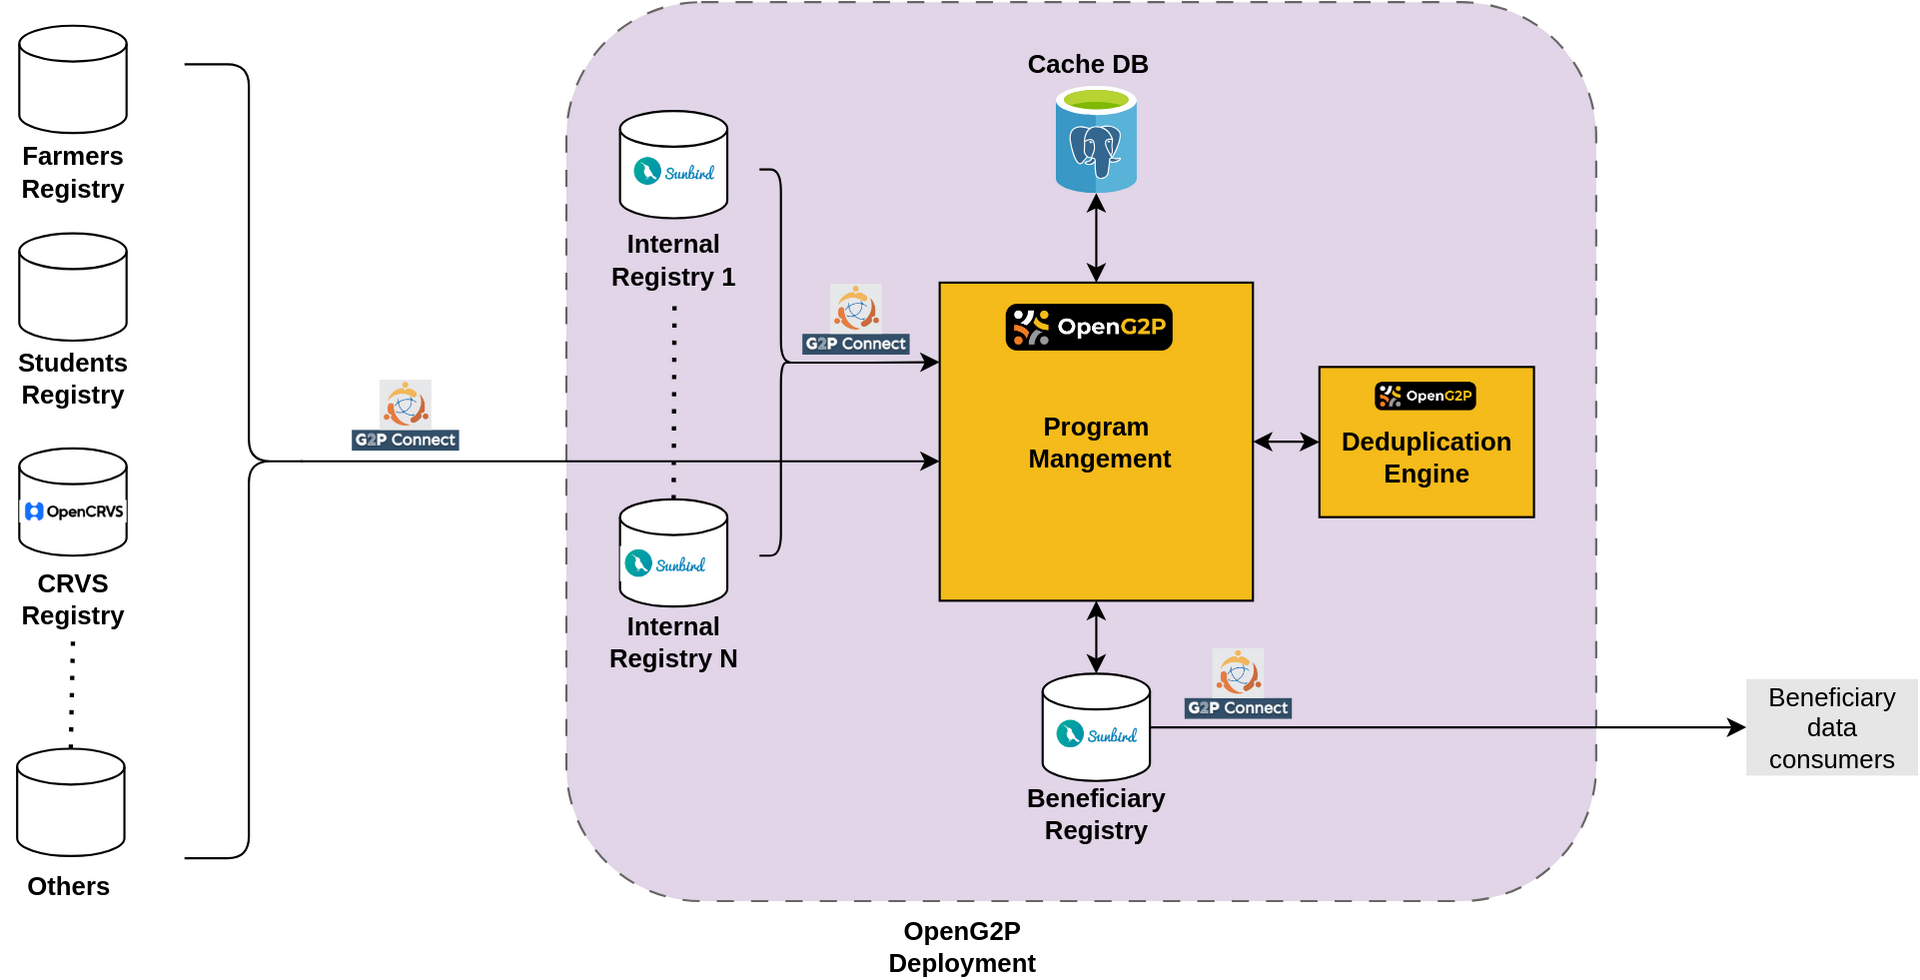 Farmers
Registry
Students
Registry
OpenCRVS
CRVS
Registry
Others
G2P Connect
Sunbird
Internal
Registry 1
Sunbird
Internal
Registry N
G2P Connect
Cache DB
OpenG2P
Program
Mangement
OpenG2P
Deduplication
Engine
Sunbird
Beneficiary
Registry
G2P Connect
Beneficiary
data
consumers
OpenG2P
Deployment